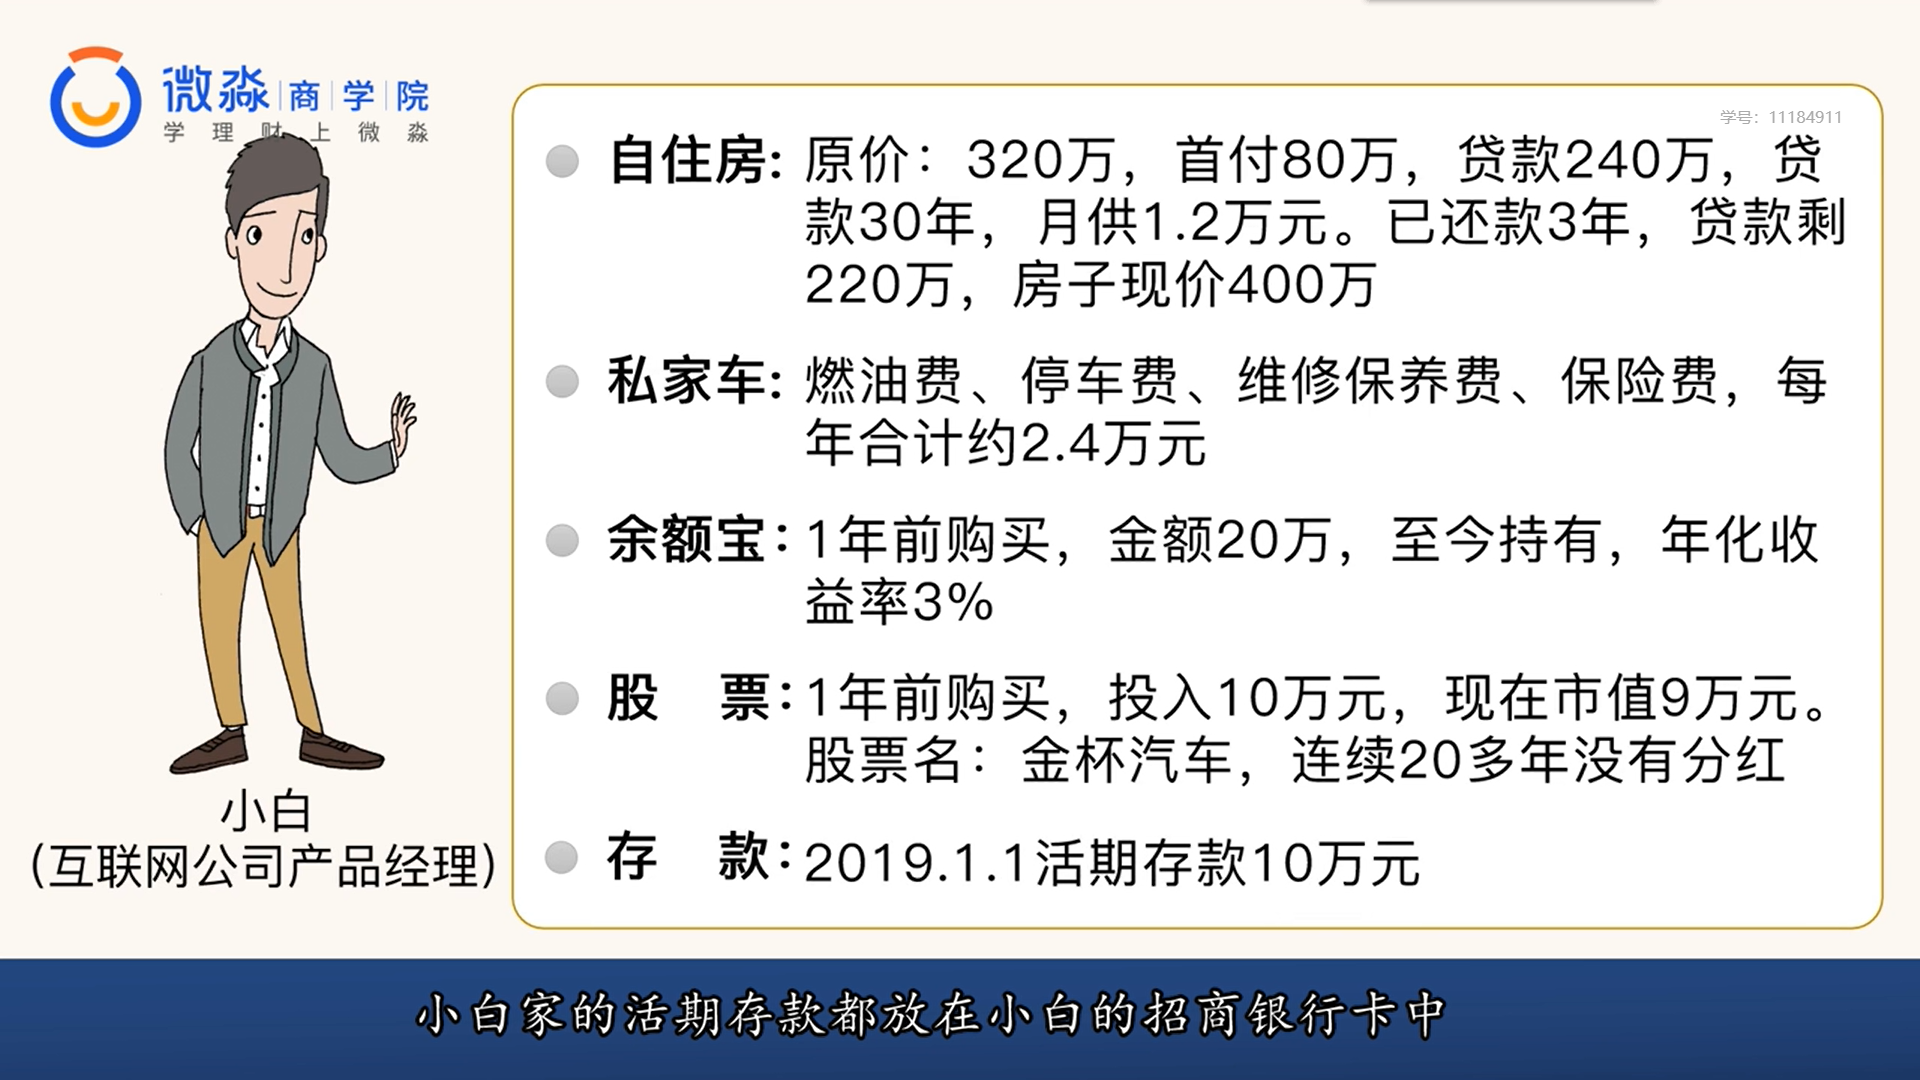 微淼|商|学|院
学理财上微淼
学号：11184911
自住房：原价：320万，首付80万，贷款240万，贷
款30年，月供1.2万元。已还款3年，贷款剩
220万，房子现价400万
私家车：燃油费、停车费、维修保养费、保险费，每
年合计约2.4万元
余额宝：1年前购买，金额20万，至今持有，年化收
益率3%
股 票：1年前购买，投入10万元，现在市值9万元。
股票名：金杯汽车，连续20多年没有分红
存 款：2019.1.1活期存款10万元
小白
(互联网公司产品经理)
小白家的活期存款都放在小白的招商银行卡中